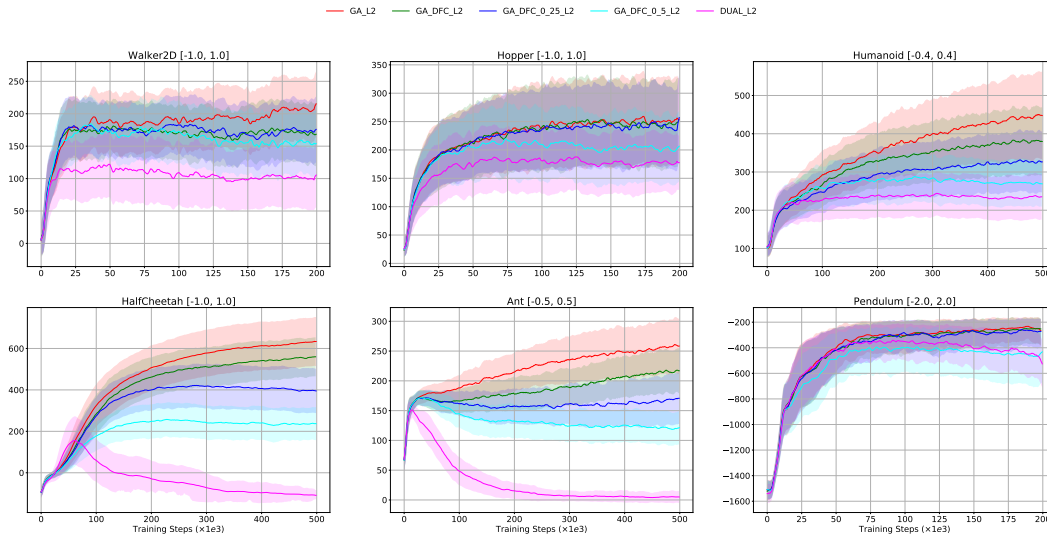 GA_L2 GA_DFC_L2 GA_DFC_0_25_L2 GA_DFC_0_5_L2 DUAL_L2
Walker2D [-1.0, 1.0]
250
200
150
100
50
0
0 25 50 75 100 125 150 175 200
Hopper [-1.0, 1.0]
350
300
250
200
150
100
50
0
0 25 50 75 100 125 150 175 200
Humanoid [-0.4, 0.4]
500
400
300
200
100
0 100 200 300 400 500
HalfCheetah [-1.0, 1.0]
600
400
200
0
0 100 200 300 400 500
Training Steps (×1e3)
Ant [-0.5, 0.5]
300
250
200
150
100
50
0
0 100 200 300 400 500
Training Steps (×1e3)
Pendulum [-2.0, 2.0]
−200
−400
−600
−800
−1000
−1200
−1400
−1600
0 25 50 75 100 125 150 175 200
Training Steps (×1e3)